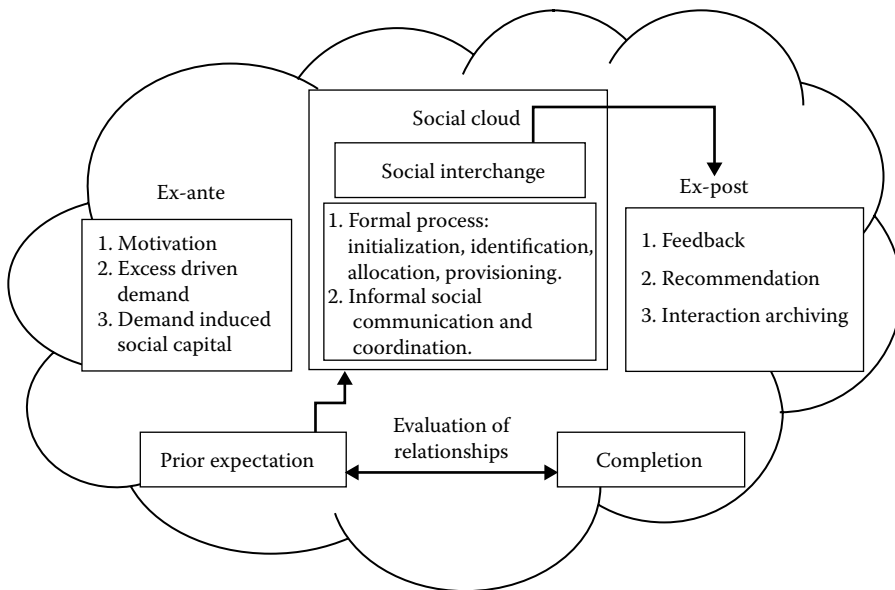 Social cloud
Social interchange
Ex-ante
1. Motivation
2. Excess driven
demand
3. Demand induced
social capital
1. Formal process:
initialization, identification,
allocation, provisioning.
2. Informal social
communication and
coordination.
Ex-post
1. Feedback
2. Recommendation
3. Interaction archiving
Prior expectation
Evaluation of
relationships
Completion